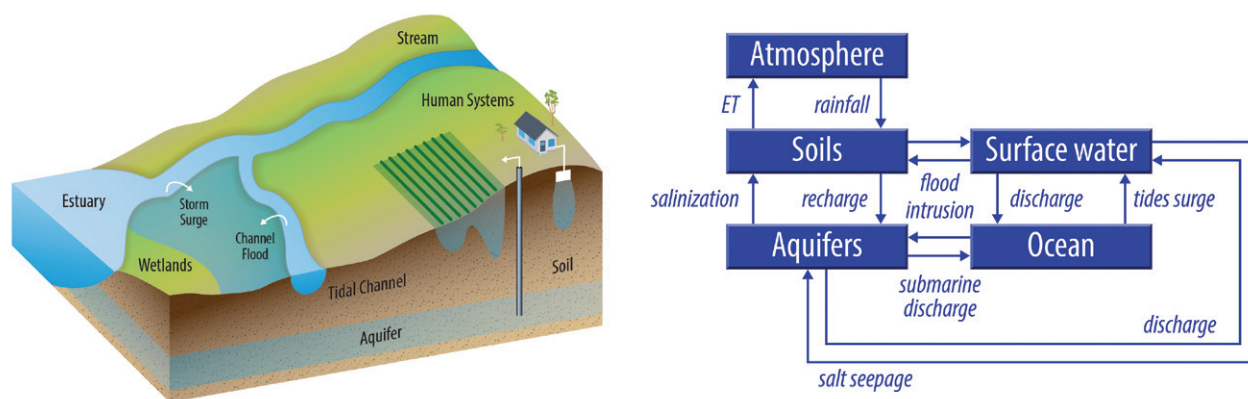 Stream
Human Systems
Estuary
Storm
Surge
Channel
Flood
Wetlands
Tidal Channel
Soil
Aquifer
Atmosphere
ET
rainfall
Soils
Surface water
salinization
recharge
flood
intrusion
discharge
tides surge
Aquifers
Ocean
submarine
discharge
discharge
salt seepage